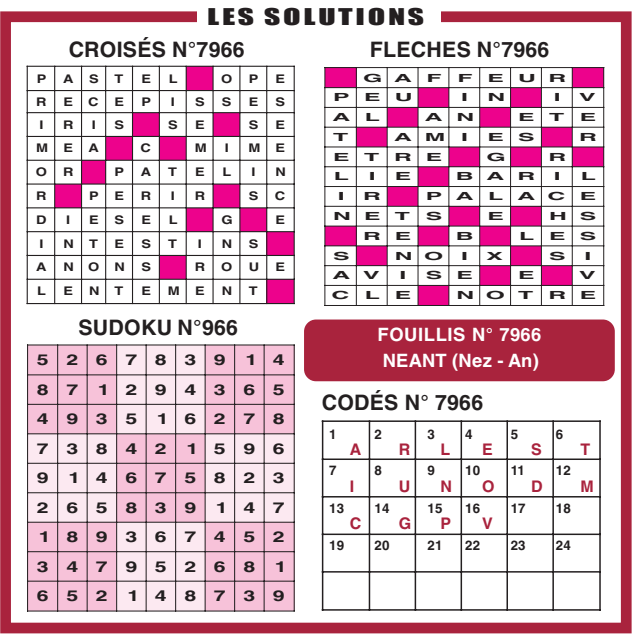 LES SOLUTIONS
CROISÉS N°7966
P A S T E L O P E
R E C E P I S S E S
I R I S S E S E
M E A C M I M E
O R P A T E L I N
R P E R I R S C
D I E S E L G E
I N T E S T I N S
A N O N S R O U E
L E N T E M E N T
FLECHES N°7966
G A F F E U R
P E U I N I V
A L A N E T E
T A M I E S R
E T R E G R
L I E B A R I L
I R P A L A C E
N E T S E H S
R E B L E S
S N O I X S I
A V I S E E V
C L E N O T R E
SUDOKU N°966
5 2 6 7 8 3 9 1 4
8 7 1 2 9 4 3 6 5
4 9 3 5 1 6 2 7 8
7 3 8 4 2 1 5 9 6
9 1 4 6 7 5 8 2 3
2 6 5 8 3 9 1 4 7
1 8 9 3 6 7 4 5 2
3 4 7 9 5 2 6 8 1
6 5 2 1 4 8 7 3 9
FOUILLIS N° 7966
NEANT (Nez - An)
CODÉS N° 7966
1 A 2 R 3 L 4 E 5 S 6 T
7 I 8 U 9 N 10 O 11 D 12 M
13 C 14 G 15 P 16 V 17 18
19 20 21 22 23 24